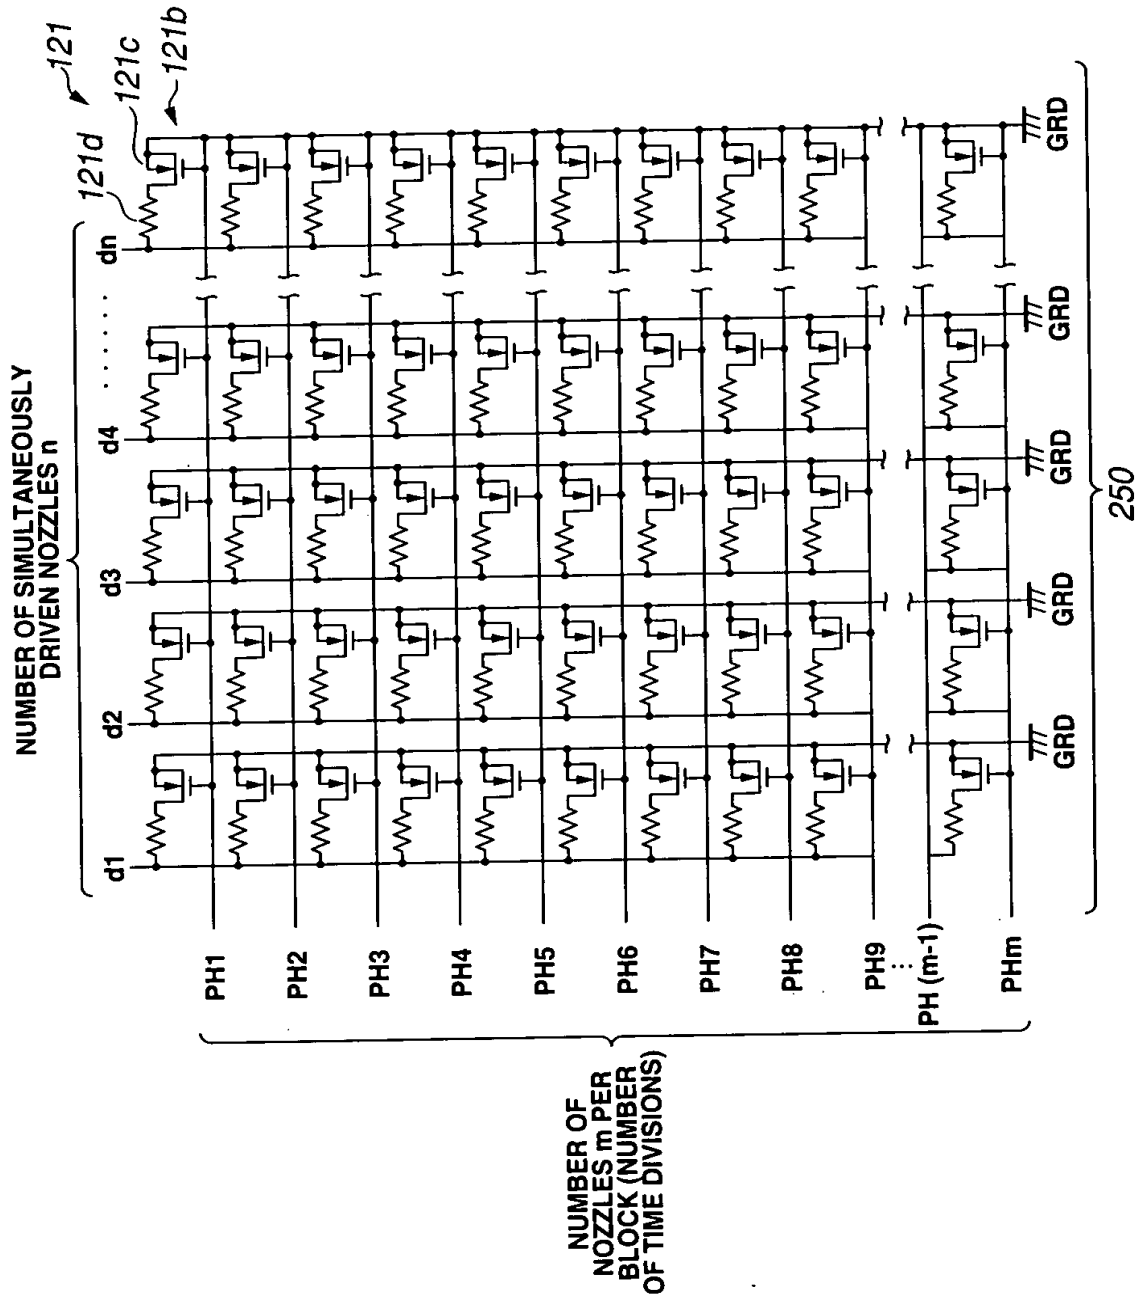 NUMBER OF SIMULTANEOUSLY
DRIVEN NOZZLES n
121
121d
121c
121b
d1
d2
d3
d4
......
dn
NUMBER OF
NOZZLES m PER
BLOCK (NUMBER
OF TIME DIVISIONS)
PH1
PH2
PH3
PH4
PH5
PH6
PH7
PH8
PH9
....
PH (m-1)
PHm
GRD
GRD
GRD
GRD
GRD
250